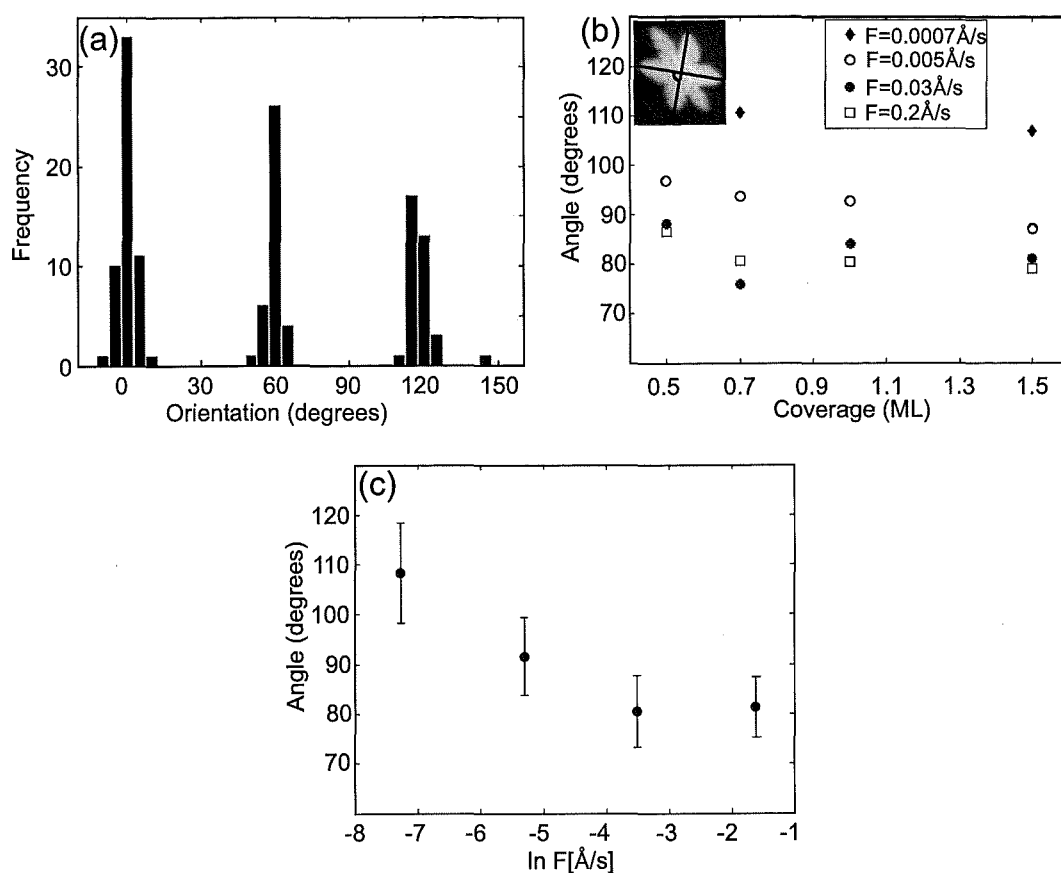 (a)
Frequency
30
20
10
0
0 30 60 90 120 150
Orientation (degrees)
(b)
F=0.0007Å/s
F=0.005Å/s
F=0.03Å/s
F=0.2Å/s
Angle (degrees)
120
110
100
90
80
70
0.5 0.7 0.9 1.1 1.3 1.5
Coverage (ML)
(c)
Angle (degrees)
120
110
100
90
80
70
-8 -7 -6 -5 -4 -3 -2 -1
ln F[Å/s]